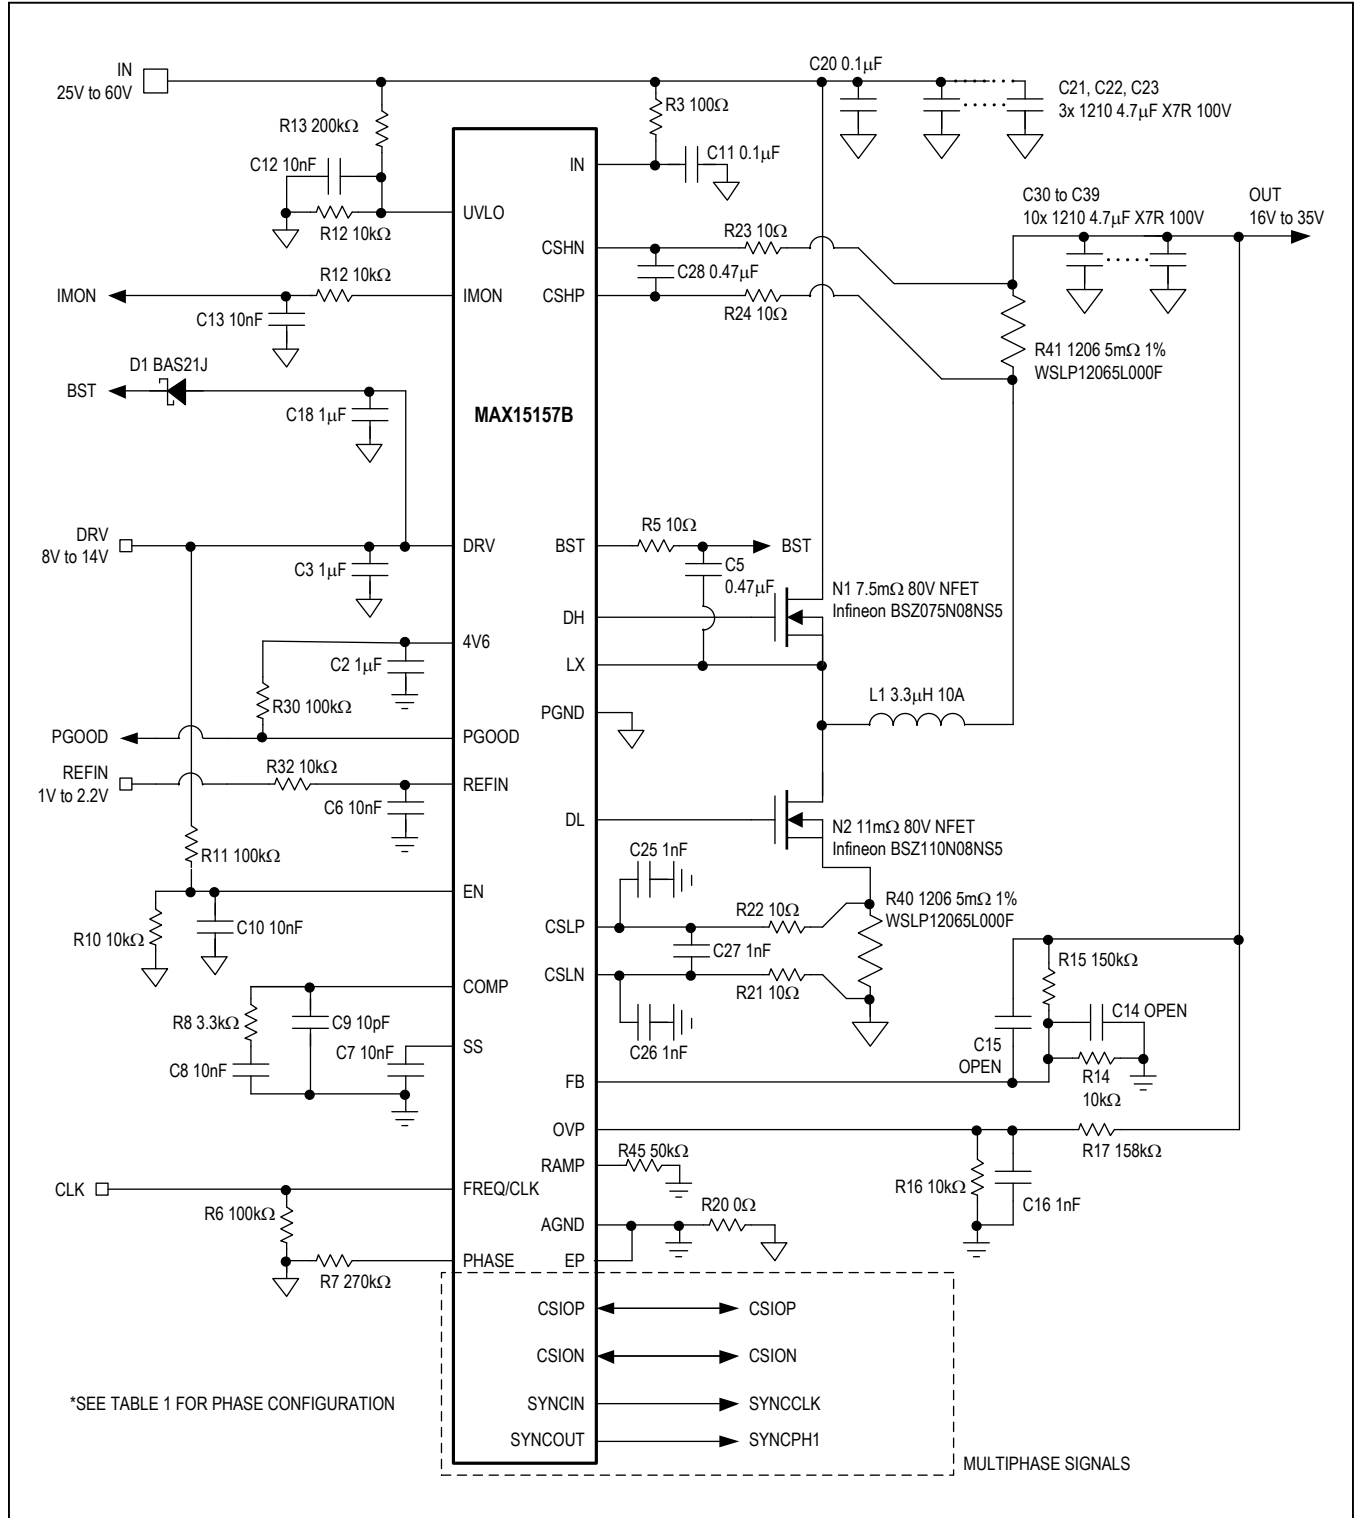 IN
25V to 60V
C20 0.1µF
C21, C22, C23
3x 1210 4.7µF X7R 100V
R13 200kΩ
R3 100Ω
C12 10nF
IN
C11 0.1µF
UVLO
R12 10kΩ
C30 to C39
10x 1210 4.7µF X7R 100V
OUT
16V to 35V
CSHN
R23 10Ω
C28 0.47µF
IMON
R12 10kΩ
IMON
CSHP
R24 10Ω
C13 10nF
R41 1206 5mΩ 1%
WSLP12065L000F
D1 BAS21J
BST
C18 1µF
MAX15157B
DRV
8V to 14V
DRV
C3 1µF
BST
R5 10Ω
BST
C5
0.47µF
N1 7.5mΩ 80V NFET
Infineon BSZ075N08NS5
DH
4V6
C2 1µF
LX
R30 100kΩ
L1 3.3µH 10A
PGND
PGOOD
PGOOD
REFIN
1V to 2.2V
R32 10kΩ
REFIN
C6 10nF
DL
N2 11mΩ 80V NFET
Infineon BSZ110N08NS5
R11 100kΩ
C25 1nF
EN
R10 10kΩ
C10 10nF
CSLP
R22 10Ω
R40 1206 5mΩ 1%
WSLP12065L000F
C27 1nF
CSLN
R21 10Ω
R15 150kΩ
COMP
R8 3.3kΩ
C9 10pF
C14 OPEN
C7 10nF
SS
C26 1nF
C15
OPEN
C8 10nF
FB
R14
10kΩ
OVP
R17 158kΩ
R45 50kΩ
RAMP
R16 10kΩ
C16 1nF
CLK
FREQ/CLK
R6 100kΩ
R20 0Ω
AGND
PHASE
EP
R7 270kΩ
CSIOP
CSIOP
CSION
CSION
*SEE TABLE 1 FOR PHASE CONFIGURATION
SYNCIN
SYNCCLK
SYNCOUT
SYNCPH1
MULTIPHASE SIGNALS